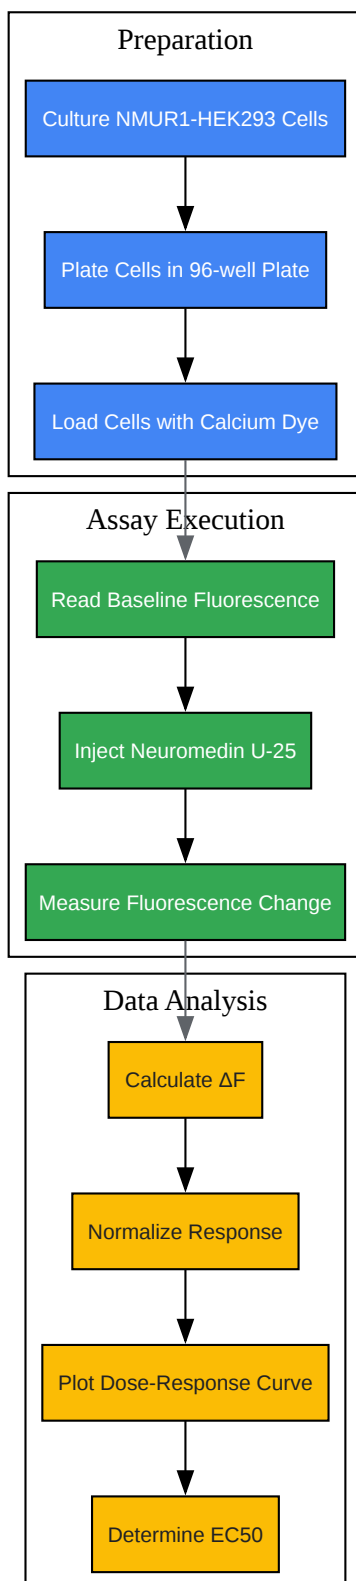 Preparation
Culture NMUR1-HEK293 Cells
Plate Cells in 96-well Plate
Load Cells with Calcium Dye
Assay Execution
Read Baseline Fluorescence
Inject Neuromedin U-25
Measure Fluorescence Change
Data Analysis
Calculate ΔF
Normalize Response
Plot Dose-Response Curve
Determine EC50